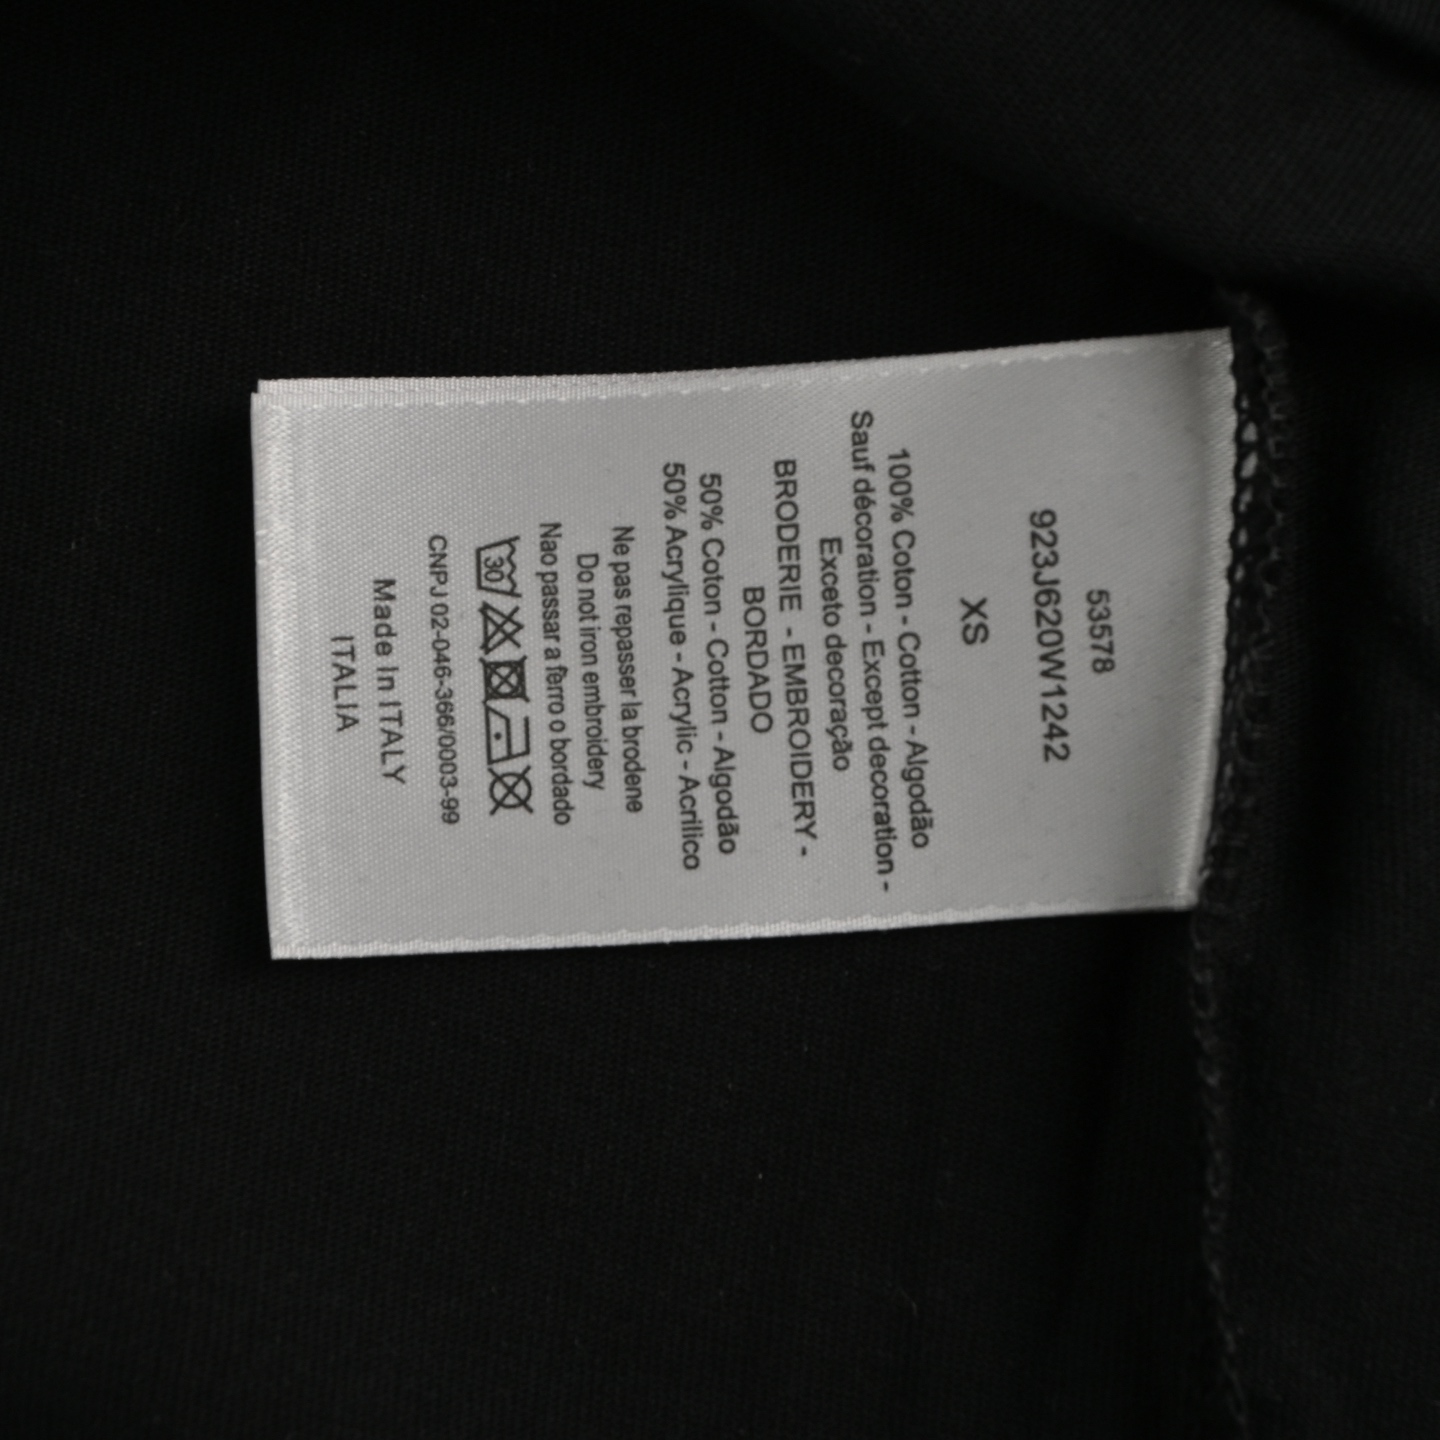 53578
923J620W1242
XS
100% Coton - Cotton - Algodão
Sauf décoration - Except decoration -
Exceto decoração
BRODERIE - EMBROIDERY -
BORDADO
50% Coton - Cotton - Algodão
50% Acrylique - Acrylic - Acrilico
Ne pas repasser la brodene
Do not iron embroidery
Nao passar a ferro o bordado
30
CNPJ 02-046-366/0003-99
Made In ITALY
ITALIA